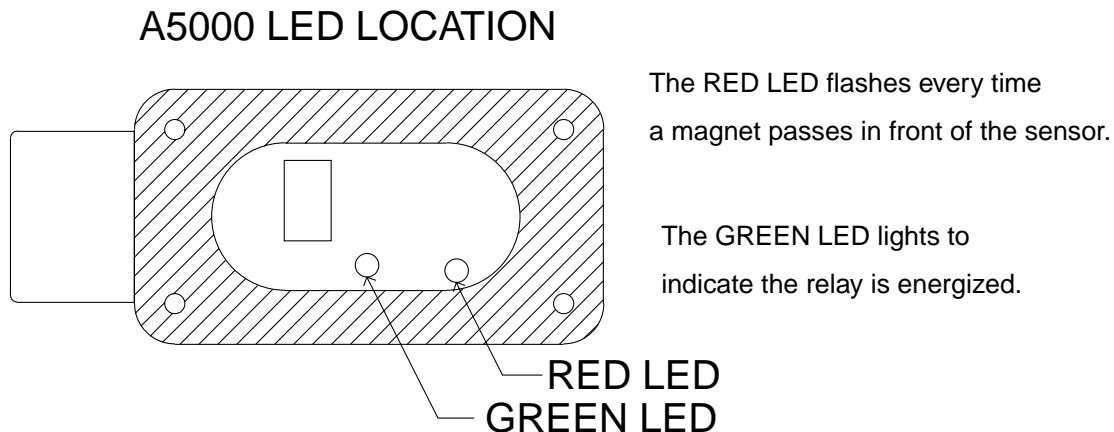 A5000 LED LOCATION
The RED LED flashes every time
a magnet passes in front of the sensor.
The GREEN LED lights to
indicate the relay is energized.
RED LED
GREEN LED